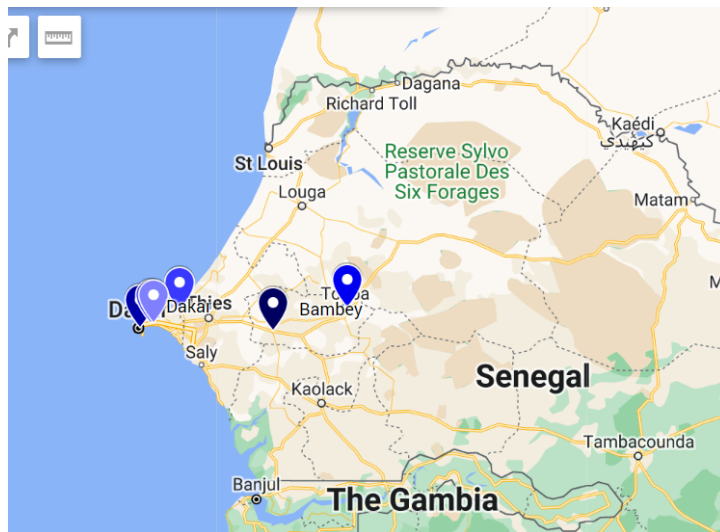 Dagana
Richard Toll
Kaédi
كيهيدي
St Louis
Reserve Sylvo
Pastorale Des
Six Forages
Louga
Matam
Dakar
Thies
Bambey
Saly
Senegal
Kaolack
Tambacounda
Banjul
The Gambia